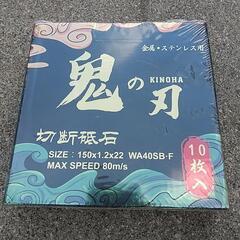 金属・ステンレス用
鬼の刃
KINOHA
切断砥石
SIZE：150x1.2x22 WA40SB·F
MAX SPEED 80m/s
10枚入